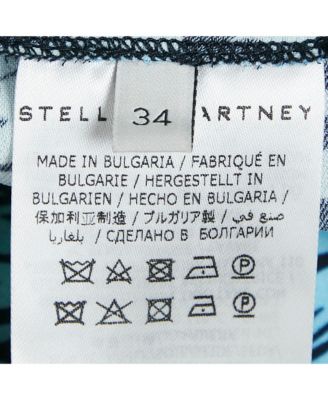 STELL 34 ARTNEY
MADE IN BULGARIA / FABRIQUÉ EN
BULGARIE / HERGESTELLT IN
BULGARIEN / HECHO EN BULGARIA /
保加利亚制造 / ブルガリア製 / صنع في
بلغاريا / СДЕЛАНО В БОЛГАРИИ
P
P